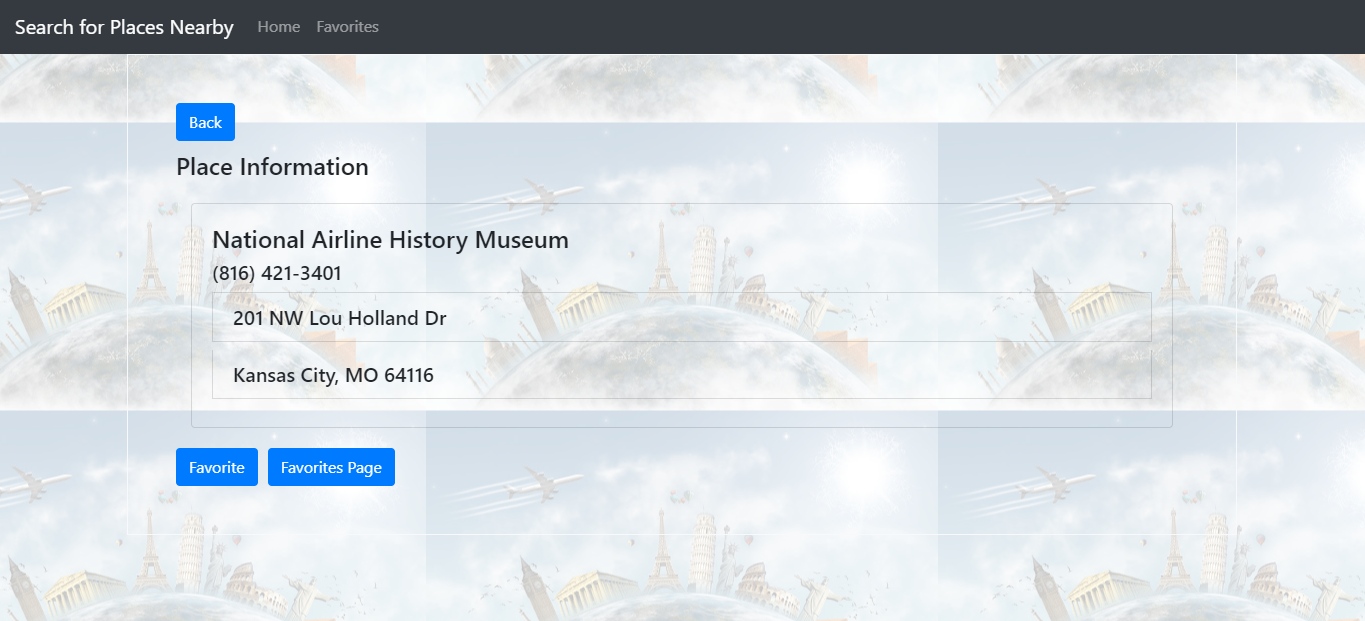 Search for Places Nearby Home Favorites
Back
Place Information
National Airline History Museum
(816) 421-3401
201 NW Lou Holland Dr
Kansas City, MO 64116
Favorite Favorites Page